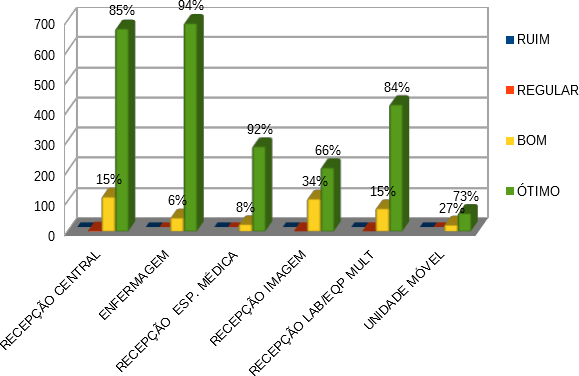 700
600
500
400
300
200
100
0
85%
94%
92%
66%
84%
73%
15%
6%
8%
34%
15%
27%
RECEPÇÃO CENTRAL
ENFERMAGEM
RECEPÇÃO ESP. MÉDICA
RECEPÇÃO IMAGEM
RECEPÇÃO LAB/EQP MULT
UNIDADE MÓVEL
RUIM
REGULAR
BOM
ÓTIMO